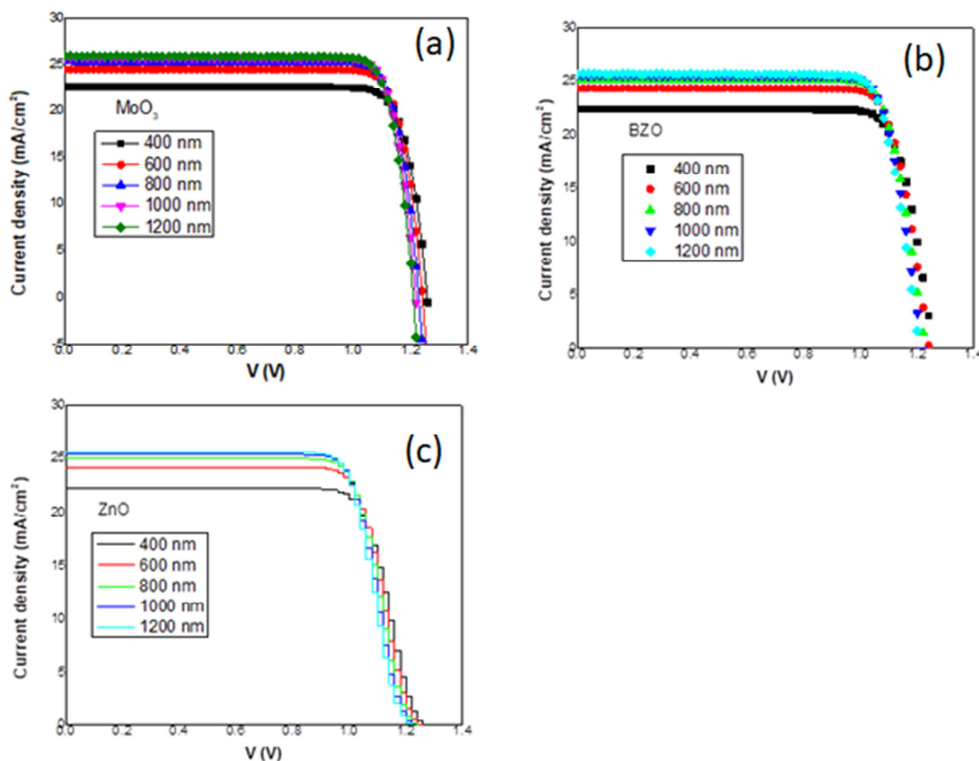 (a)
30
25
20
15
10
5
0
-5
Current density (mA/cm²)
MoO₃
400 nm
600 nm
800 nm
1000 nm
1200 nm
0.0 0.2 0.4 0.6 0.8 1.0 1.2 1.4
V (V)
(b)
30
25
20
15
10
5
0
Current density (mA/cm²)
BZO
400 nm
600 nm
800 nm
1000 nm
1200 nm
0.0 0.2 0.4 0.6 0.8 1.0 1.2 1.4
V (V)
(c)
30
25
20
15
10
5
0
Current density (mA/cm²)
ZnO
400 nm
600 nm
800 nm
1000 nm
1200 nm
0.0 0.2 0.4 0.6 0.8 1.0 1.2 1.4
V (V)